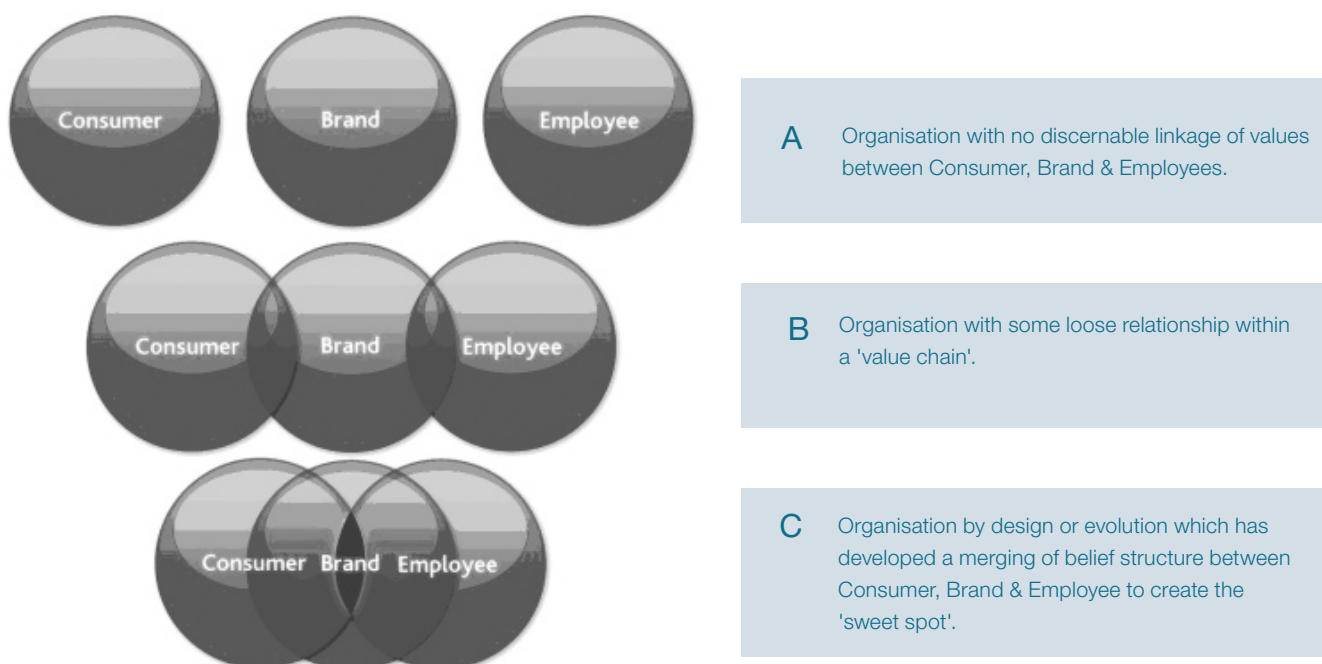 Consumer Brand Employee
A Organisation with no discernable linkage of values
between Consumer, Brand & Employees.
Consumer Brand Employee
B Organisation with some loose relationship within
a 'value chain'.
Consumer Brand Employee
C Organisation by design or evolution which has
developed a merging of belief structure between
Consumer, Brand & Employee to create the
'sweet spot'.